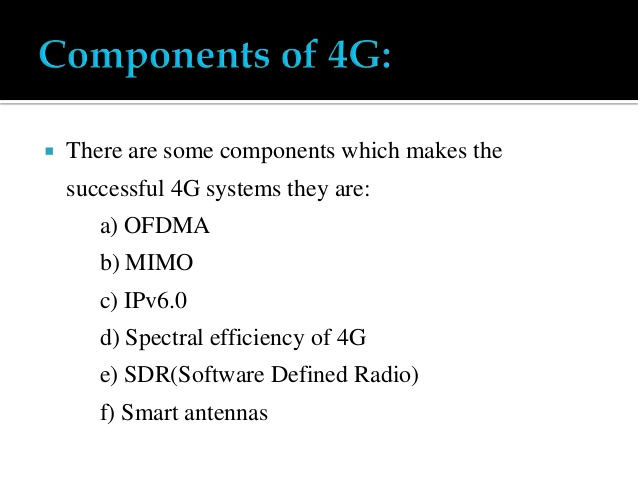 Components of 4G:
There are some components which makes the
successful 4G systems they are:
a) OFDMA
b) MIMO
c) IPv6.0
d) Spectral efficiency of 4G
e) SDR(Software Defined Radio)
f) Smart antennas